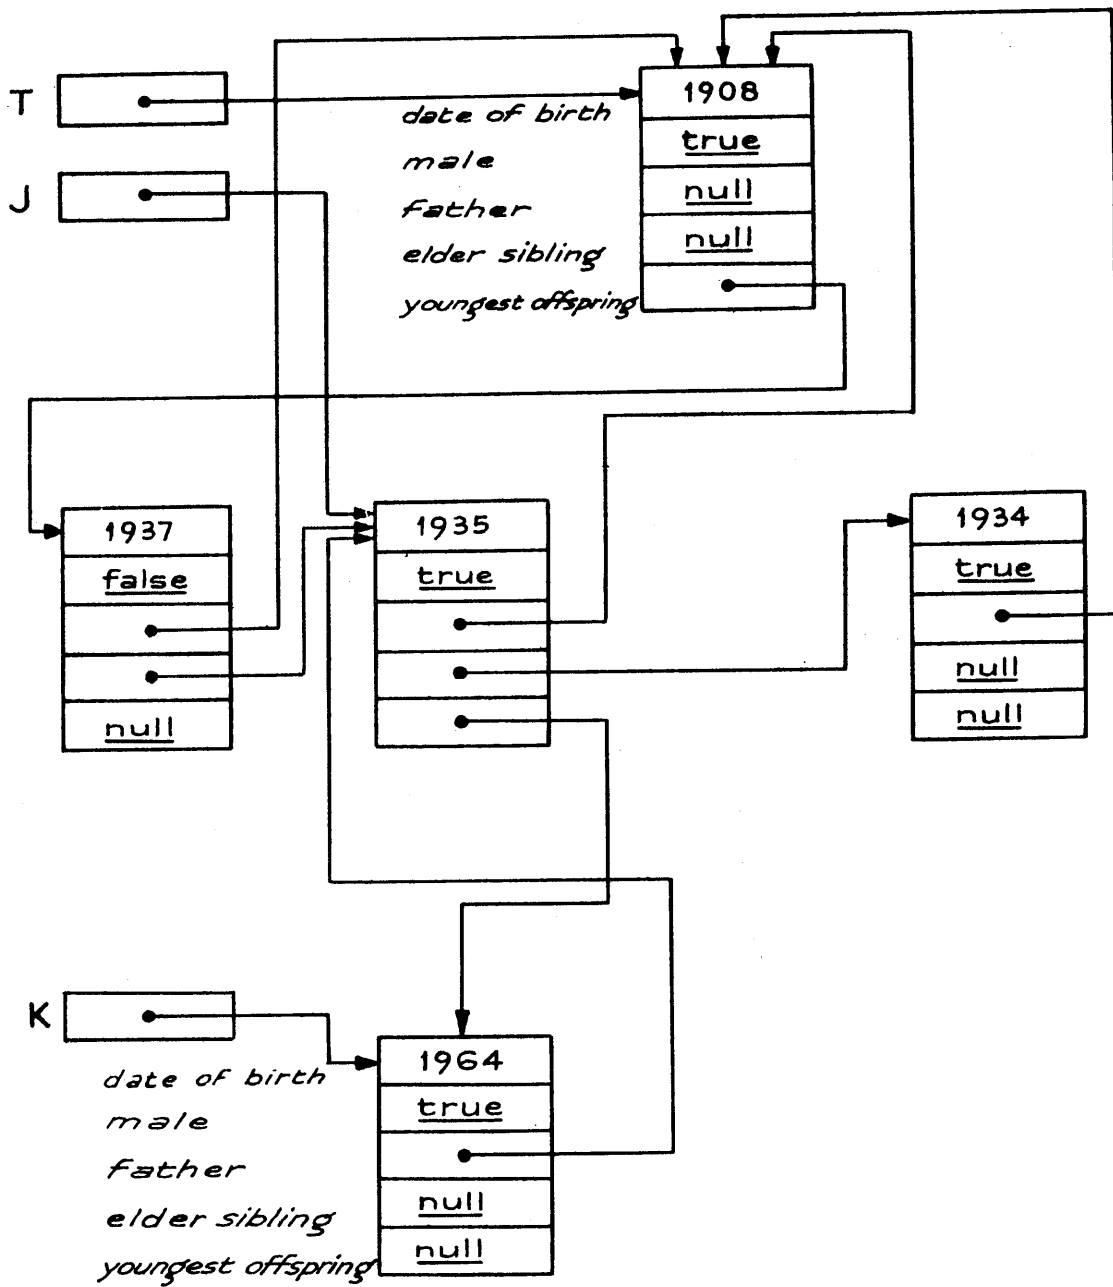 T
1908
date of birth
true
male
J
null
Father
null
elder sibling
youngest offspring
1937
false
null
1935
true
1934
true
null
null
K
1964
date of birth
true
male
Father
null
elder sibling
null
youngest offspring